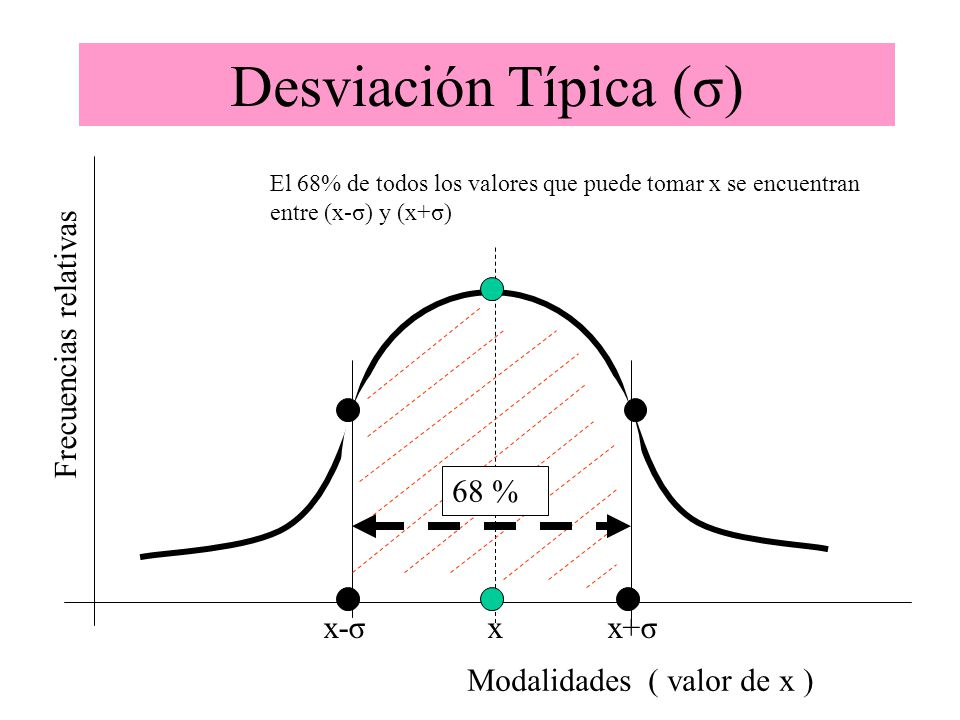 Desviación Típica (σ)
El 68% de todos los valores que puede tomar x se encuentran
entre (x-σ) y (x+σ)
Frecuencias relativas
68 %
x-σ
x
x+σ
Modalidades ( valor de x )